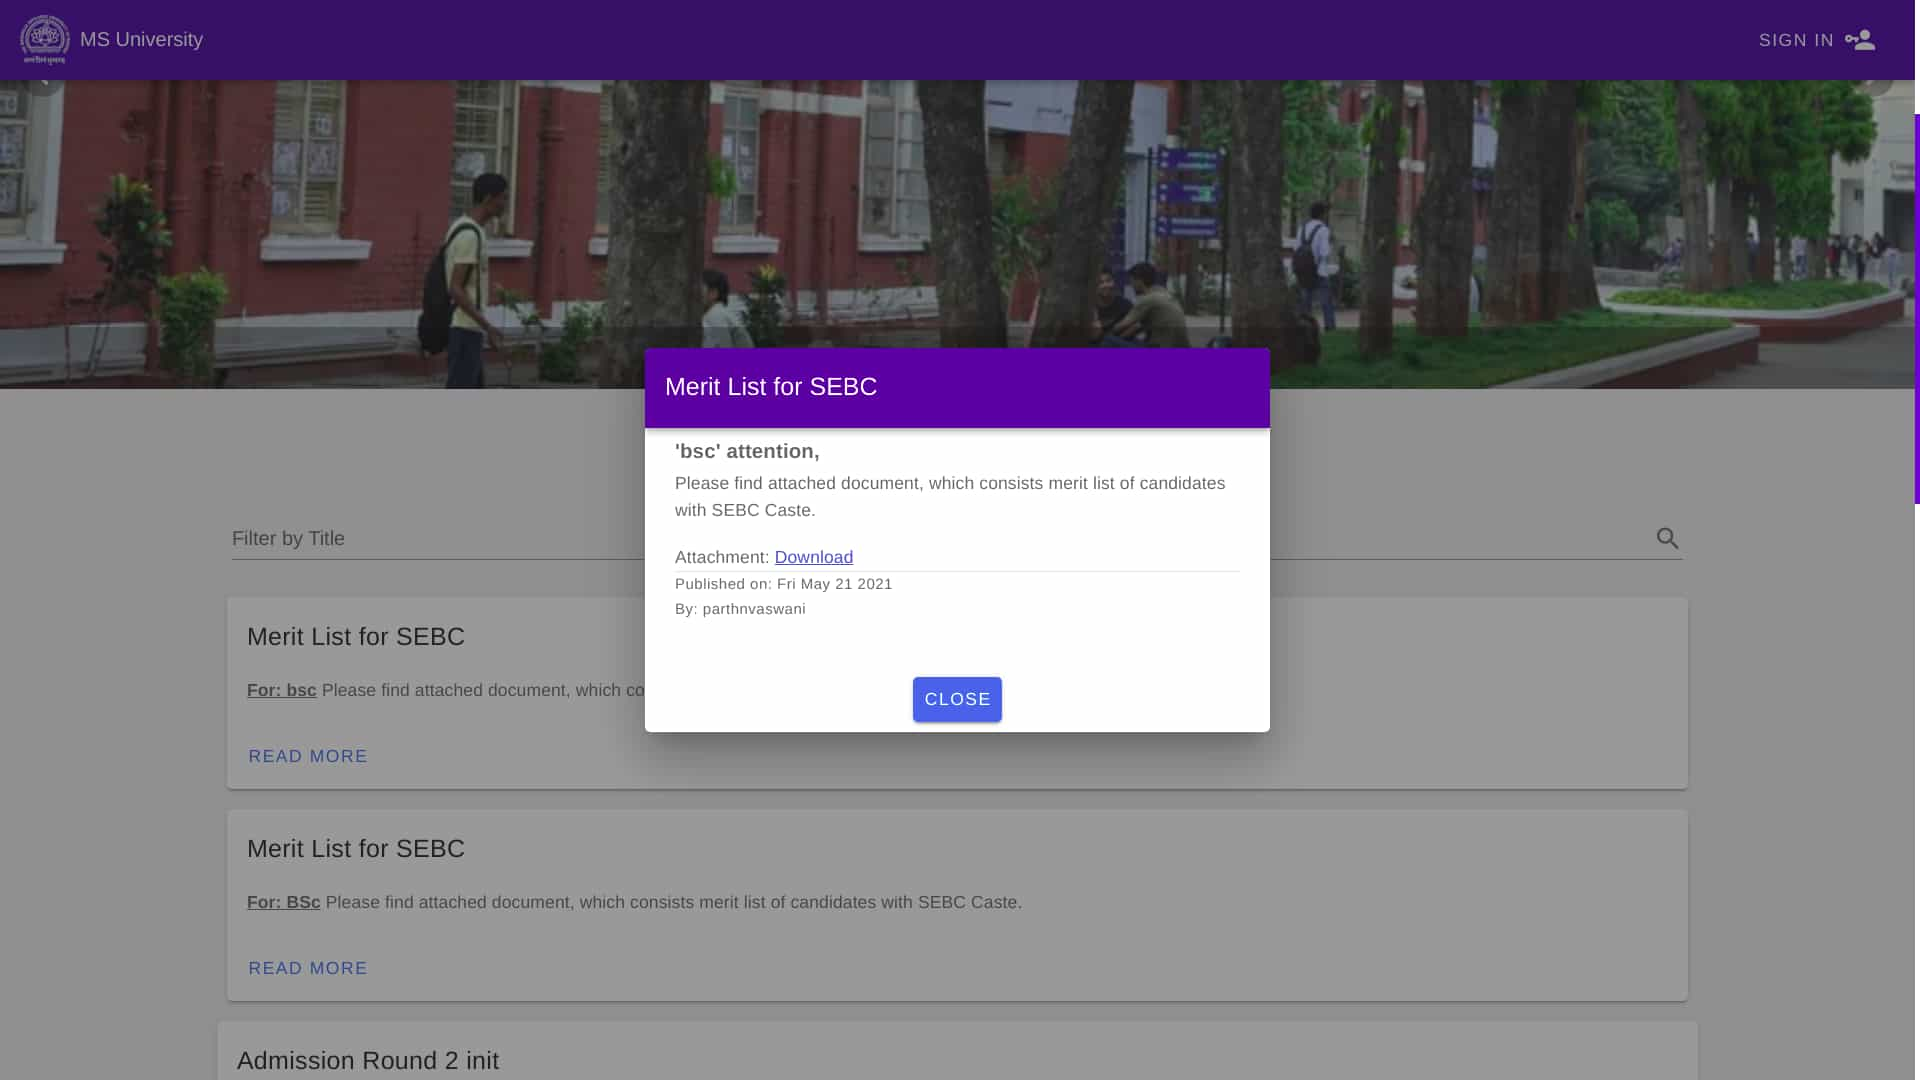 MS University
SIGN IN
Merit List for SEBC
'bsc' attention,
Please find attached document, which consists merit list of candidates
with SEBC Caste.
Attachment: Download
Published on: Fri May 21 2021
By: parthnvaswani
CLOSE
Filter by Title
Merit List for SEBC
For: bsc Please find attached document, which co
READ MORE
Merit List for SEBC
For: BSc Please find attached document, which consists merit list of candidates with SEBC Caste.
READ MORE
Admission Round 2 init